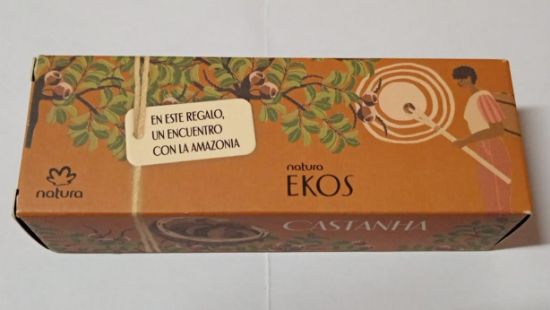 EN ESTE REGALO,
UN ENCUENTRO
CON LA AMAZONIA
natura
natura
EKOS
CASTANHA